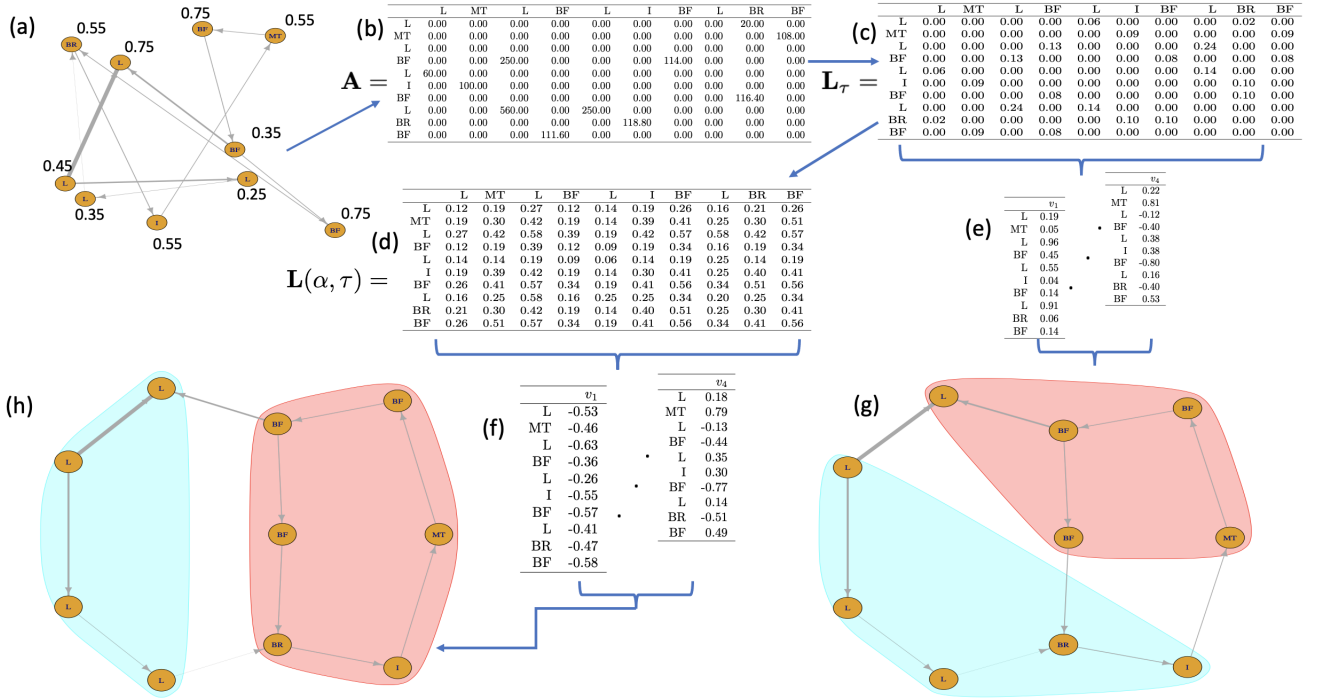 (a)
0.55
BR
0.75
L
0.75
BF
0.55
MT
0.35
BF
0.45
L
L
0.35
L
0.25
I
0.55
0.75
BF
(b)
A =
L MT L BF L I BF L BR BF
L 0.00 0.00 0.00 0.00 0.00 0.00 0.00 0.00 20.00 0.00
MT 0.00 0.00 0.00 0.00 0.00 0.00 0.00 0.00 0.00 108.00
L 0.00 0.00 0.00 0.00 0.00 0.00 0.00 0.00 0.00 0.00
BF 0.00 0.00 250.00 0.00 0.00 0.00 114.00 0.00 0.00 0.00
L 60.00 0.00 0.00 0.00 0.00 0.00 0.00 0.00 0.00 0.00
I 0.00 100.00 0.00 0.00 0.00 0.00 0.00 0.00 0.00 0.00
BF 0.00 0.00 0.00 0.00 0.00 0.00 0.00 0.00 116.40 0.00
L 0.00 0.00 560.00 0.00 250.00 0.00 0.00 0.00 0.00 0.00
BR 0.00 0.00 0.00 0.00 0.00 118.80 0.00 0.00 0.00 0.00
BF 0.00 0.00 0.00 111.60 0.00 0.00 0.00 0.00 0.00 0.00
(c)
Lτ =
L MT L BF L I BF L BR BF
L 0.00 0.00 0.00 0.00 0.06 0.00 0.00 0.00 0.02 0.00
MT 0.00 0.00 0.00 0.00 0.00 0.09 0.00 0.00 0.00 0.09
L 0.00 0.00 0.00 0.13 0.00 0.00 0.00 0.24 0.00 0.00
BF 0.00 0.00 0.13 0.00 0.00 0.00 0.08 0.00 0.00 0.08
L 0.06 0.00 0.00 0.00 0.00 0.00 0.00 0.14 0.00 0.00
I 0.00 0.09 0.00 0.00 0.00 0.00 0.00 0.00 0.10 0.00
BF 0.00 0.00 0.00 0.08 0.00 0.00 0.00 0.00 0.10 0.00
L 0.00 0.00 0.24 0.00 0.14 0.00 0.00 0.00 0.00 0.00
BR 0.02 0.00 0.00 0.00 0.00 0.10 0.10 0.00 0.00 0.00
BF 0.00 0.09 0.00 0.08 0.00 0.00 0.00 0.00 0.00 0.00
(d)
L(α, τ) =
L MT L BF L I BF L BR BF
L 0.12 0.19 0.27 0.12 0.14 0.19 0.26 0.16 0.21 0.26
MT 0.19 0.30 0.42 0.19 0.14 0.39 0.41 0.25 0.30 0.51
L 0.27 0.42 0.58 0.39 0.19 0.42 0.57 0.58 0.42 0.57
BF 0.12 0.19 0.39 0.12 0.09 0.19 0.34 0.16 0.19 0.34
L 0.14 0.14 0.19 0.09 0.06 0.14 0.19 0.25 0.14 0.19
I 0.19 0.39 0.42 0.19 0.14 0.30 0.41 0.25 0.40 0.41
BF 0.26 0.41 0.57 0.34 0.19 0.41 0.56 0.34 0.51 0.56
L 0.16 0.25 0.58 0.16 0.25 0.25 0.34 0.20 0.25 0.34
BR 0.21 0.30 0.42 0.19 0.14 0.40 0.51 0.25 0.30 0.41
BF 0.26 0.51 0.57 0.34 0.19 0.41 0.56 0.34 0.41 0.56
(e)
v1
L 0.19
MT 0.05
L 0.96
BF 0.45
L 0.55
I 0.04
BF 0.14
L 0.91
BR 0.06
BF 0.14
v4
L 0.22
MT 0.81
L -0.12
BF -0.40
L 0.38
I 0.38
BF -0.80
L 0.16
BR -0.40
BF 0.53
(f)
v1
L -0.53
MT -0.46
L -0.63
BF -0.36
L -0.26
I -0.55
BF -0.57
L -0.41
BR -0.47
BF -0.58
v4
L 0.18
MT 0.79
L -0.13
BF -0.44
L 0.35
I 0.30
BF -0.77
L 0.14
BR -0.51
BF 0.49
(h)
L
BF
BF
L
BF
MT
L
BR
I
L
(g)
L
BF
BF
L
BF
MT
L
BR
I
L